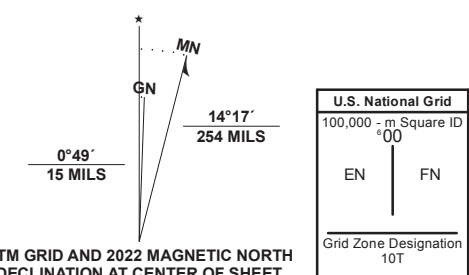 ★
MN
GN
14°17´
254 MILS
0°49´
15 MILS
TM GRID AND 2022 MAGNETIC NORTH
DECLINATION AT CENTER OF SHEET
U.S. National Grid
100,000 - m Square ID
⁶00
EN FN
Grid Zone Designation
10T